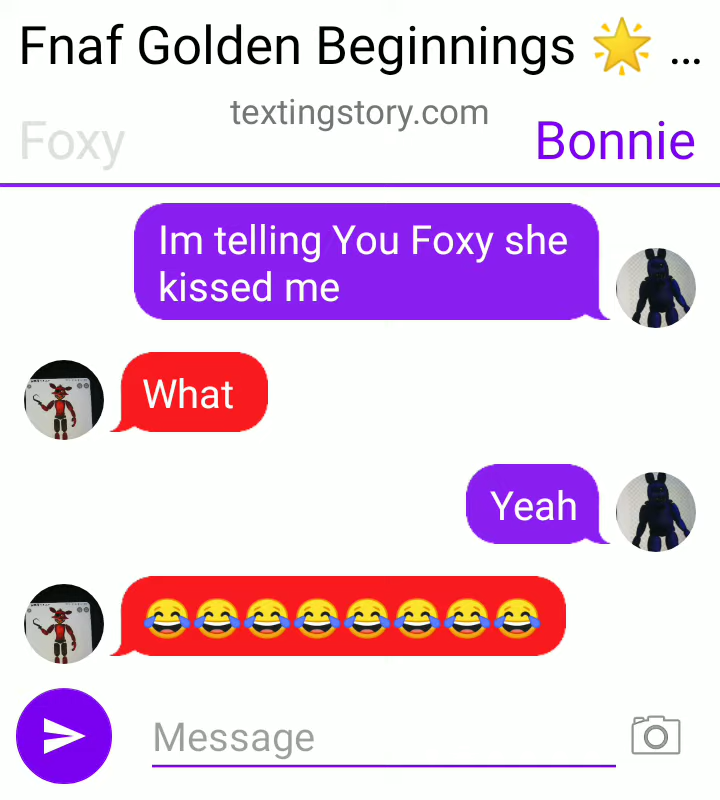 Fnaf Golden Beginnings 🌟 ...
textingstory.com
Foxy
Bonnie
Im telling You Foxy she
kissed me
What
Yeah
😂😂😂😂😂😂😂😂
Message